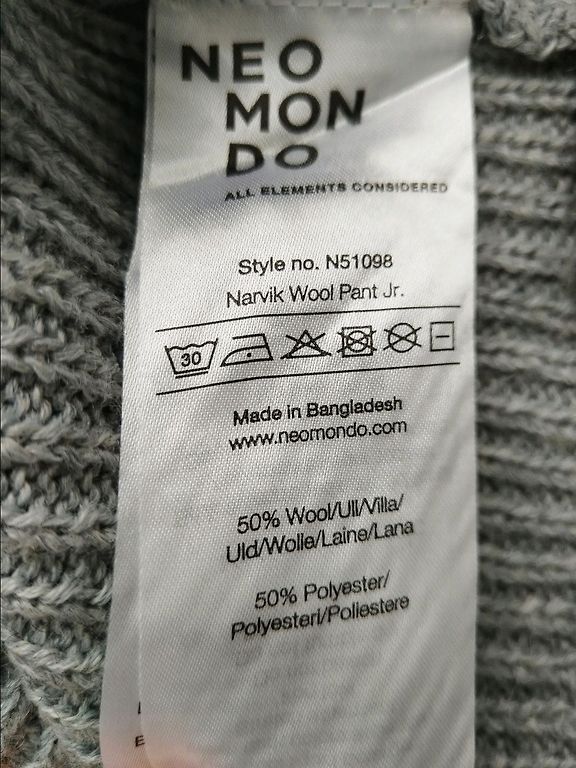 NEO
MON
DO
ALL ELEMENTS CONSIDERED
Style no. N51098
Narvik Wool Pant Jr.
30
Made in Bangladesh
www.neomondo.com
50% Wool/Ull/Villa/
Uld/Wolle/Laine/Lana
50% Polyester/
Polyesteri/Poliestere